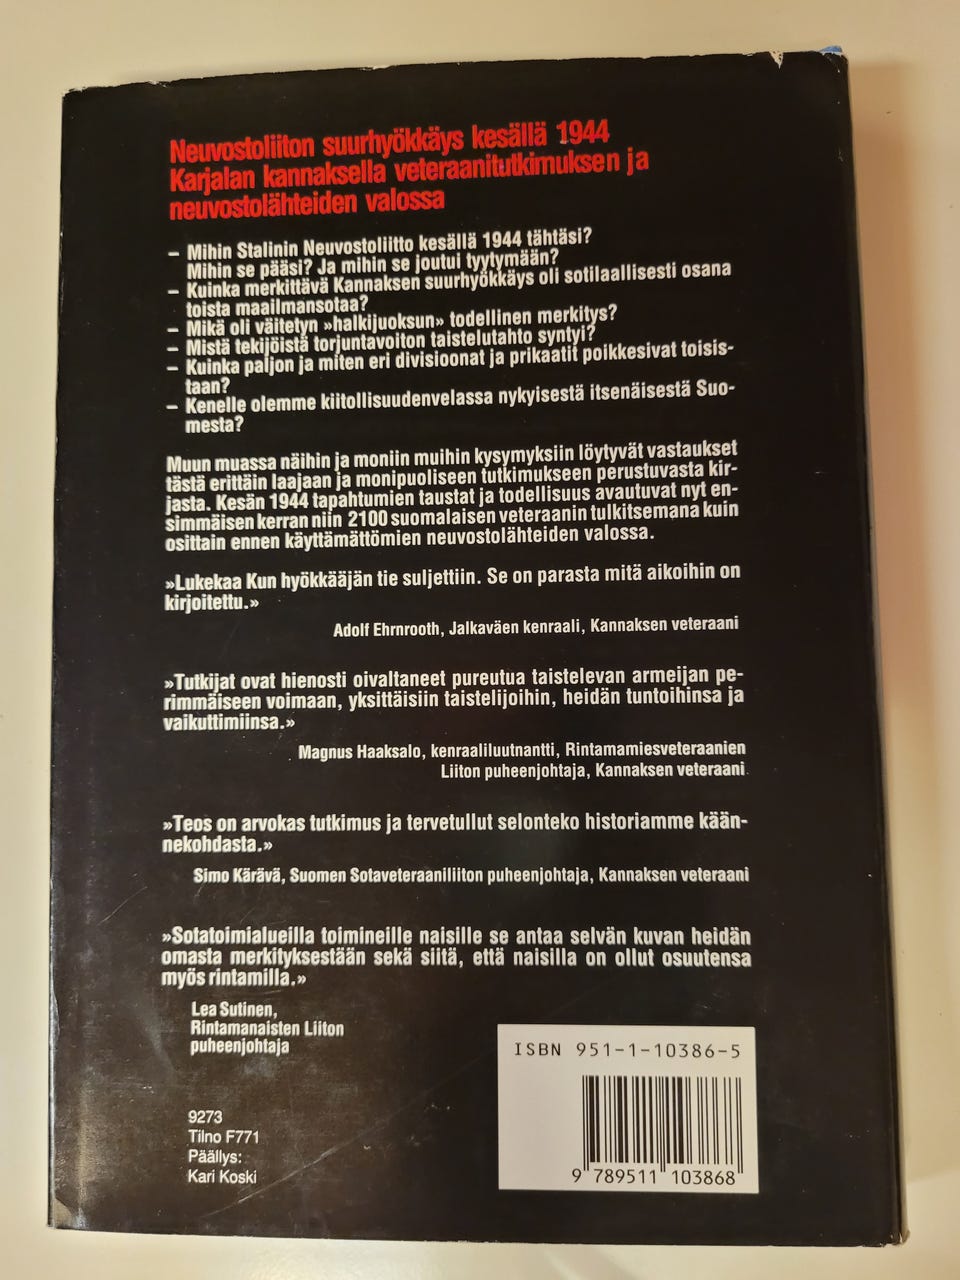 Neuvostoliiton suurhyökkäys kesällä 1944
Karjalan kannaksella veteraanitutkimuksen ja
neuvostolähteiden valossa
– Mihin Stalinin Neuvostoliitto kesällä 1944 tähtäsi?
Mihin se pääsi? Ja mihin se joutui tyytymään?
– Kuinka merkittävä Kannaksen suurhyökkäys oli sotilaallisesti osana
toista maailmansotaa?
– Mikä oli väitetyn »halkijuoksun» todellinen merkitys?
– Mistä tekijöistä torjuntavoiton taistelutahto syntyi?
– Kuinka paljon ja miten eri divisioonat ja prikaatit poikkesivat toisis-
taan?
– Kenelle olemme kiitollisuudenvelassa nykyisestä itsenäisestä Suo-
mesta?
Muun muassa näihin ja moniin muihin kysymyksiin löytyvät vastaukset
tästä erittäin laajaan ja monipuoliseen tutkimukseen perustuvasta kir-
jasta. Kesän 1944 tapahtumien taustat ja todellisuus avautuvat nyt en-
simmäisen kerran niin 2100 suomalaisen veteraanin tulkitsemana kuin
osittain ennen käyttämättömien neuvostolähteiden valossa.
»Lukekaa Kun hyökkääjän tie suljettiin. Se on parasta mitä aikoihin on
kirjoitettu.»
Adolf Ehrnrooth, Jalkaväen kenraali, Kannaksen veteraani
»Tutkijat ovat hienosti oivaltaneet pureutua taistelevan armeijan pe-
rimmäiseen voimaan, yksittäisiin taistelijoihin, heidän tuntoihinsa ja
vaikuttimiinsa.»
Magnus Haaksalo, kenraaliluutnantti, Rintamamiesveteraanien
Liiton puheenjohtaja, Kannaksen veteraani
»Teos on arvokas tutkimus ja tervetullut selonteko historiamme kään-
nekohdasta.»
Simo Kärävä, Suomen Sotaveteraaniliiton puheenjohtaja, Kannaksen veteraani
»Sotatoimialueilla toimineille naisille se antaa selvän kuvan heidän
omasta merkityksestään sekä siitä, että naisilla on ollut osuutensa
myös rintamilla.»
Lea Sutinen,
Rintamanaisten Liiton
puheenjohtaja
ISBN 951-1-10386-5
9 789511 103868
9273
Tilno F771
Päällys:
Kari Koski